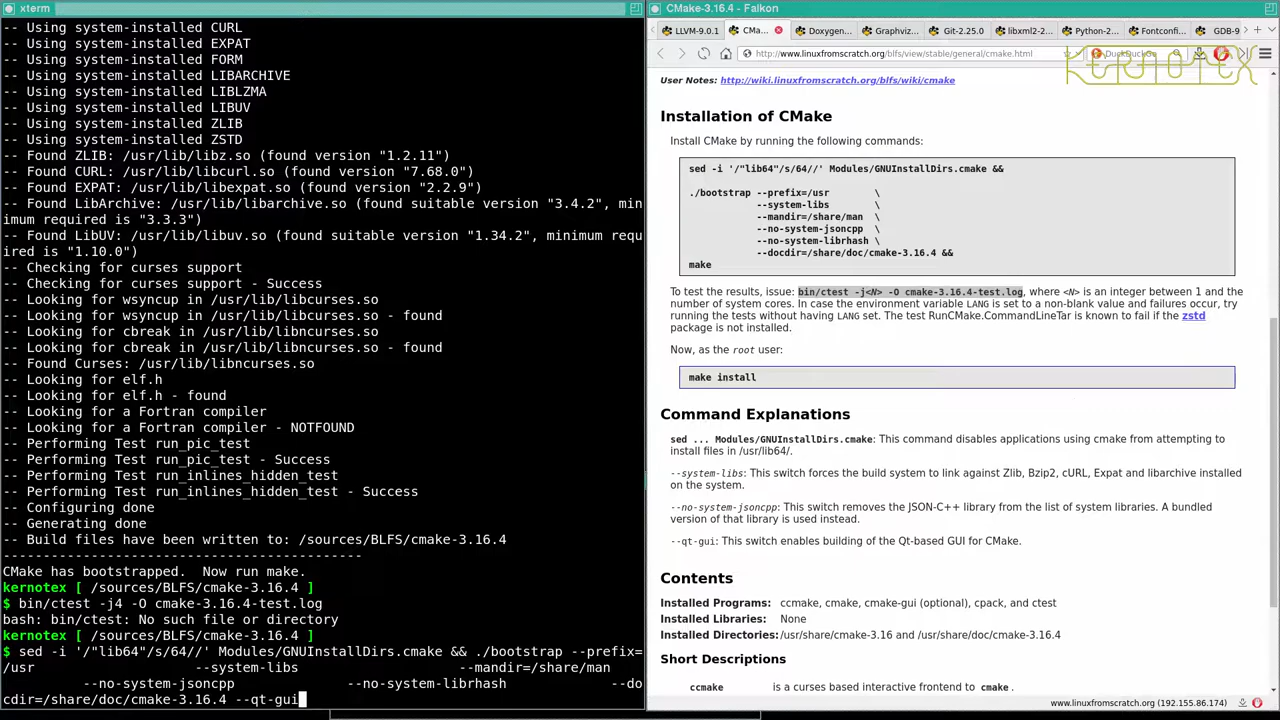 xterm
-- Using system-installed CURL
-- Using system-installed EXPAT
-- Using system-installed FORM
-- Using system-installed LIBARCHIVE
-- Using system-installed LIBLZMA
-- Using system-installed LIBUV
-- Using system-installed ZLIB
-- Using system-installed ZSTD
-- Found ZLIB: /usr/lib/libz.so (found version "1.2.11")
-- Found CURL: /usr/lib/libcurl.so (found version "7.68.0")
-- Found EXPAT: /usr/lib/libexpat.so (found version "2.2.9")
-- Found LibArchive: /usr/lib/libarchive.so (found suitable version "3.4.2", min
imum required is "3.3.3")
-- Found LibUV: /usr/lib/libuv.so (found suitable version "1.34.2", minimum requ
ired is "1.10.0")
-- Checking for curses support
-- Checking for curses support - Success
-- Looking for wsyncup in /usr/lib/libcurses.so
-- Looking for wsyncup in /usr/lib/libcurses.so - found
-- Looking for cbreak in /usr/lib/libncurses.so
-- Looking for cbreak in /usr/lib/libncurses.so - found
-- Found Curses: /usr/lib/libncurses.so
-- Looking for elf.h
-- Looking for elf.h - found
-- Looking for a Fortran compiler
-- Looking for a Fortran compiler - NOTFOUND
-- Performing Test run_pic_test
-- Performing Test run_pic_test - Success
-- Performing Test run_inlines_hidden_test
-- Performing Test run_inlines_hidden_test - Success
-- Configuring done
-- Generating done
-- Build files have been written to: /sources/BLFS/cmake-3.16.4
---------------------------------------------
CMake has bootstrapped.  Now run make.
kernotex [ /sources/BLFS/cmake-3.16.4 ]
$ bin/ctest -j4 -O cmake-3.16.4-test.log
bash: bin/ctest: No such file or directory
kernotex [ /sources/BLFS/cmake-3.16.4 ]
$ sed -i '/"lib64"/s/64//' Modules/GNUInstallDirs.cmake && ./bootstrap --prefix=
/usr --system-libs --mandir=/share/man
--no-system-jsoncpp --no-system-librhash --do
cdir=/share/doc/cmake-3.16.4 --qt-gui
CMake-3.16.4 - Falkon
LLVM-9.0.1 CMa... Doxygen... Graphviz... Git-2.25.0 libxml2-2... Python-2... Fontconfi... GDB-9
http://www.linuxfromscratch.org/blfs/view/stable/general/cmake.html DuckDuckGo
KERNOTEX
User Notes: http://wiki.linuxfromscratch.org/blfs/wiki/cmake
Installation of CMake
Install CMake by running the following commands:
sed -i '/"lib64"/s/64//' Modules/GNUInstallDirs.cmake &&
./bootstrap --prefix=/usr \
--system-libs \
--mandir=/share/man \
--no-system-jsoncpp \
--no-system-librhash \
--docdir=/share/doc/cmake-3.16.4 &&
make
To test the results, issue: bin/ctest -j<N> -O cmake-3.16.4-test.log, where <N> is an integer between 1 and the
number of system cores. In case the environment variable LANG is set to a non-blank value and failures occur, try
running the tests without having LANG set. The test RunCMake.CommandLineTar is known to fail if the zstd
package is not installed.
Now, as the root user:
make install
Command Explanations
sed ... Modules/GNUInstallDirs.cmake: This command disables applications using cmake from attempting to
install files in /usr/lib64/.
--system-libs: This switch forces the build system to link against Zlib, Bzip2, cURL, Expat and libarchive installed
on the system.
--no-system-jsoncpp: This switch removes the JSON-C++ library from the list of system libraries. A bundled
version of that library is used instead.
--qt-gui: This switch enables building of the Qt-based GUI for CMake.
Contents
Installed Programs: ccmake, cmake, cmake-gui (optional), cpack, and ctest
Installed Libraries: None
Installed Directories: /usr/share/cmake-3.16 and /usr/share/doc/cmake-3.16.4
Short Descriptions
ccmake is a curses based interactive frontend to cmake.
www.linuxfromscratch.org (192.155.86.174)